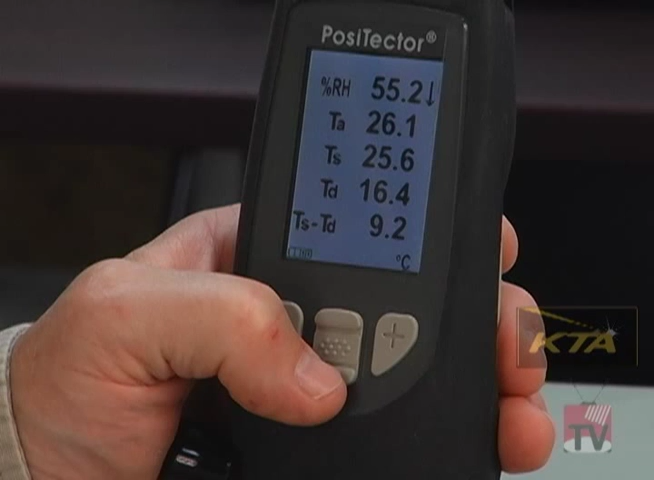 PosiTector®
%RH 55.2↓
Ta 26.1
Ts 25.6
Td 16.4
Ts-Td 9.2
°C
KTA
TV